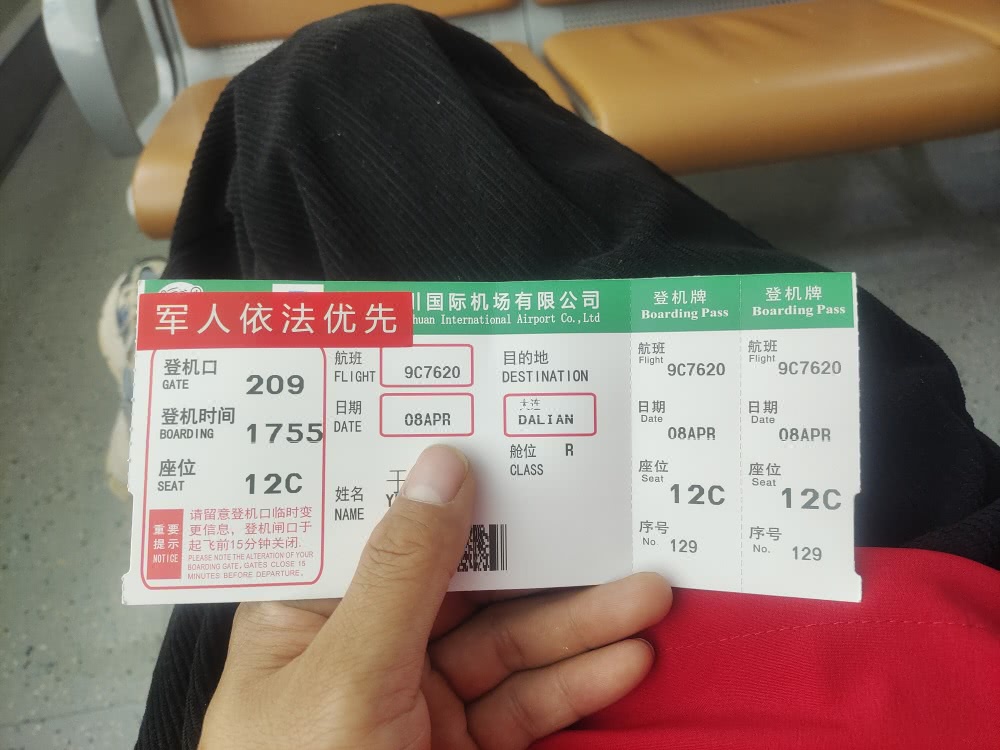 军人依法优先
川国际机场有限公司
huan International Airport Co.,Ltd
登机口
GATE
209
登机时间
BOARDING
1755
座位
SEAT
12C
重要
提示
NOTICE
请留意登机口临时变
更信息，登机闸口于
起飞前15分钟关闭.
PLEASE NOTE THE ALTERATION OF YOUR
BOARDING GATE, GATES CLOSE 15
MINUTES BEFORE DEPARTURE.
航班
FLIGHT
9C7620
日期
DATE
08APR
姓名
NAME
目的地
DESTINATION
大连
DALIAN
舱位
CLASS
R
登机牌
Boarding Pass
航班
Flight
9C7620
日期
Date
08APR
座位
Seat
12C
序号
No.
129
登机牌
Boarding Pass
航班
Flight
9C7620
日期
Date
08APR
座位
Seat
12C
序号
No.
129